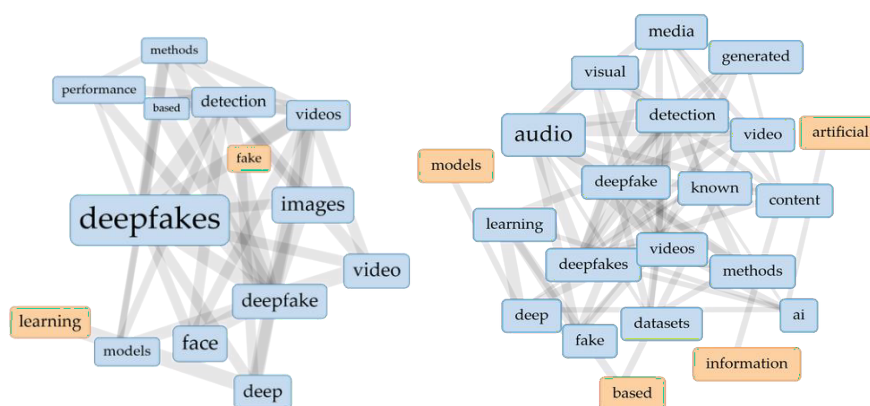 methods
performance
based
detection
videos
fake
deepfakes
images
video
deepfake
learning
models
face
deep
media
generated
visual
detection
audio
video
artificial
models
deepfake
known
content
learning
deepfakes
videos
methods
deep
fake
datasets
ai
information
based